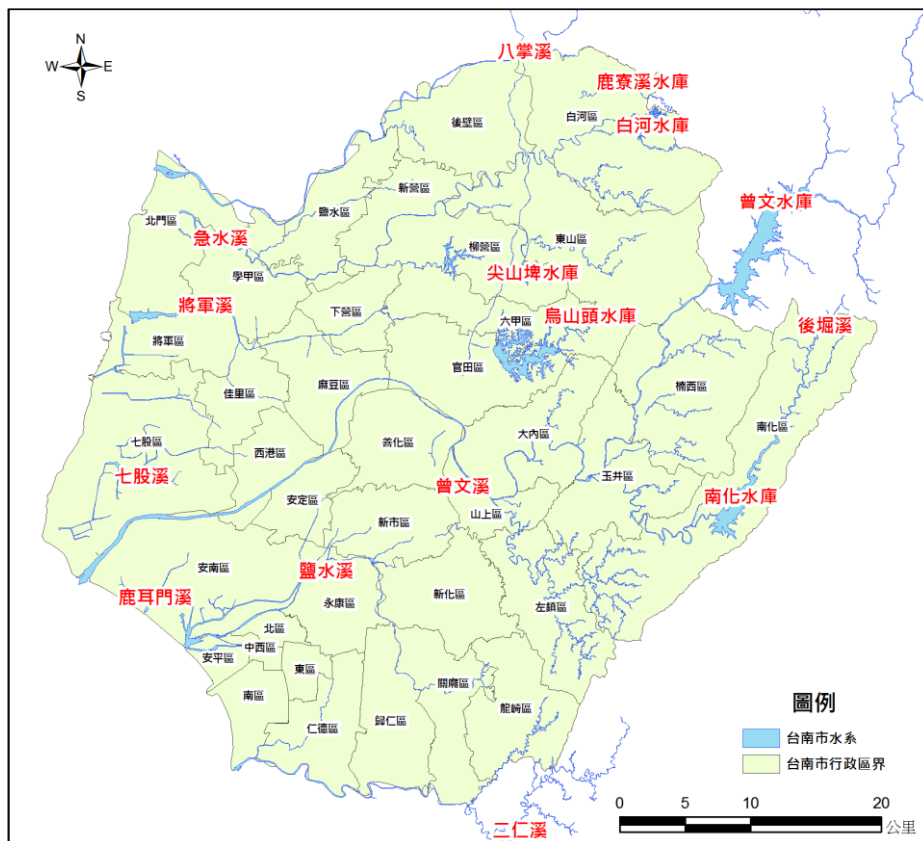 N
W E
S
八掌溪
鹿寮溪水庫
後壁區
白河區
白河水庫
新營區
曾文水庫
鹽水區
北門區
急水溪
柳營區
東山區
學甲區
尖山埤水庫
將軍溪
下營區
六甲區
烏山頭水庫
後堀溪
將軍區
官田區
佳里區
麻豆區
楠西區
南化區
七股區
西港區
善化區
大內區
七股溪
玉井區
曾文溪
南化水庫
安定區
山上區
新市區
安南區
鹽水溪
鹿耳門溪
永康區
新化區
左鎮區
北區
中西區
安平區
東區
南區
關廟區
仁德區
歸仁區
龍崎區
圖例
台南市水系
台南市行政區界
0 5 10 20
公里
二仁溪